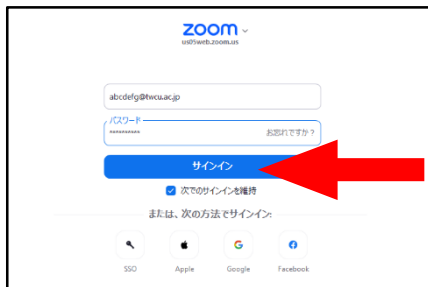 zoom
us05web.zoom.us
abcdefg@twcu.ac.jp
パスワード
********** お忘れですか?
サインイン
次でのサインインを維持
または、次の方法でサインイン:
SSO Apple Google Facebook